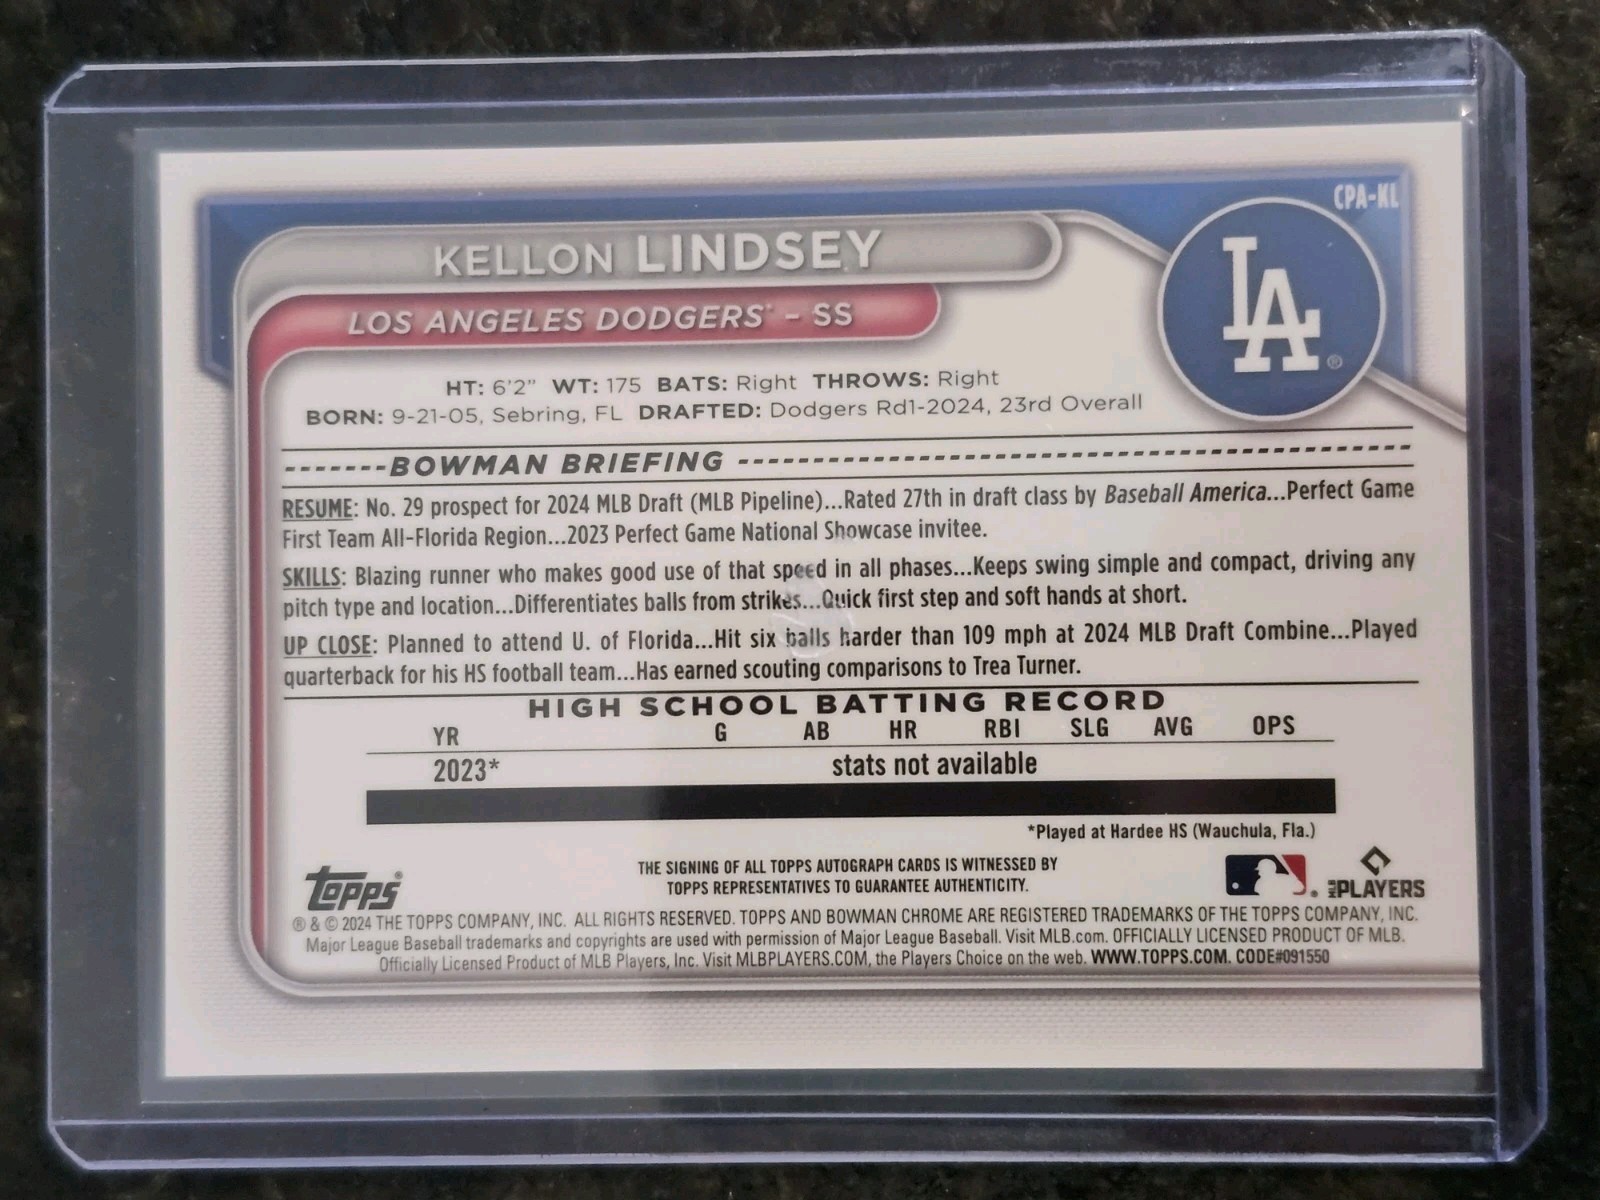 CPA-KL
KELLON LINDSEY
LOS ANGELES DODGERS - SS
LA ®
HT: 6'2" WT: 175 BATS: Right THROWS: Right
BORN: 9-21-05, Sebring, FL DRAFTED: Dodgers Rd1-2024, 23rd Overall
BOWMAN BRIEFING
RESUME: No. 29 prospect for 2024 MLB Draft (MLB Pipeline)...Rated 27th in draft class by Baseball America...Perfect Game
First Team All-Florida Region...2023 Perfect Game National Showcase invitee.
SKILLS: Blazing runner who makes good use of that speed in all phases...Keeps swing simple and compact, driving any
pitch type and location...Differentiates balls from strikes...Quick first step and soft hands at short.
UP CLOSE: Planned to attend U. of Florida...Hit six balls harder than 109 mph at 2024 MLB Draft Combine...Played
quarterback for his HS football team...Has earned scouting comparisons to Trea Turner.
HIGH SCHOOL BATTING RECORD
YR G AB HR RBI SLG AVG OPS
2023* stats not available
*Played at Hardee HS (Wauchula, Fla.)
THE SIGNING OF ALL TOPPS AUTOGRAPH CARDS IS WITNESSED BY
TOPPS REPRESENTATIVES TO GUARANTEE AUTHENTICITY.
Topps® MLB PLAYERS
® & © 2024 THE TOPPS COMPANY, INC. ALL RIGHTS RESERVED. TOPPS AND BOWMAN CHROME ARE REGISTERED TRADEMARKS OF THE TOPPS COMPANY, INC.
Major League Baseball trademarks and copyrights are used with permission of Major League Baseball. Visit MLB.com. OFFICIALLY LICENSED PRODUCT OF MLB.
Officially Licensed Product of MLB Players, Inc. Visit MLBPLAYERS.COM, the Players Choice on the web. WWW.TOPPS.COM. CODE#091550